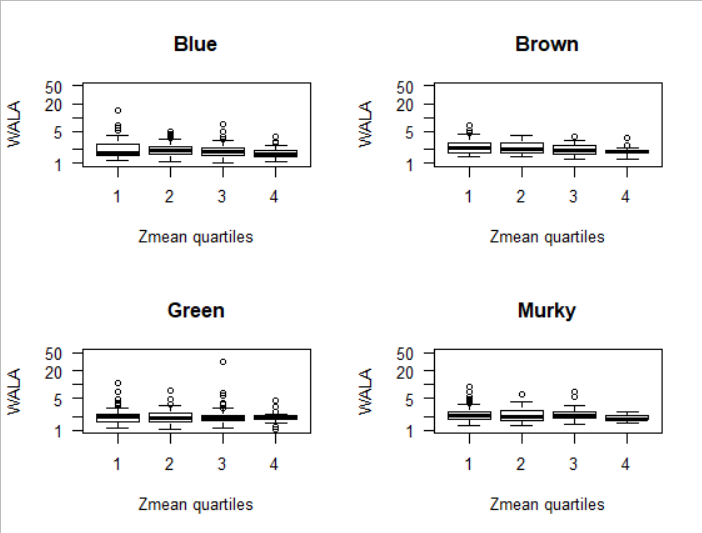 Blue
WALA
50
20
5
1
1 2 3 4
Zmean quartiles
Brown
WALA
50
20
5
1
1 2 3 4
Zmean quartiles
Green
WALA
50
20
5
1
1 2 3 4
Zmean quartiles
Murky
WALA
50
20
5
1
1 2 3 4
Zmean quartiles